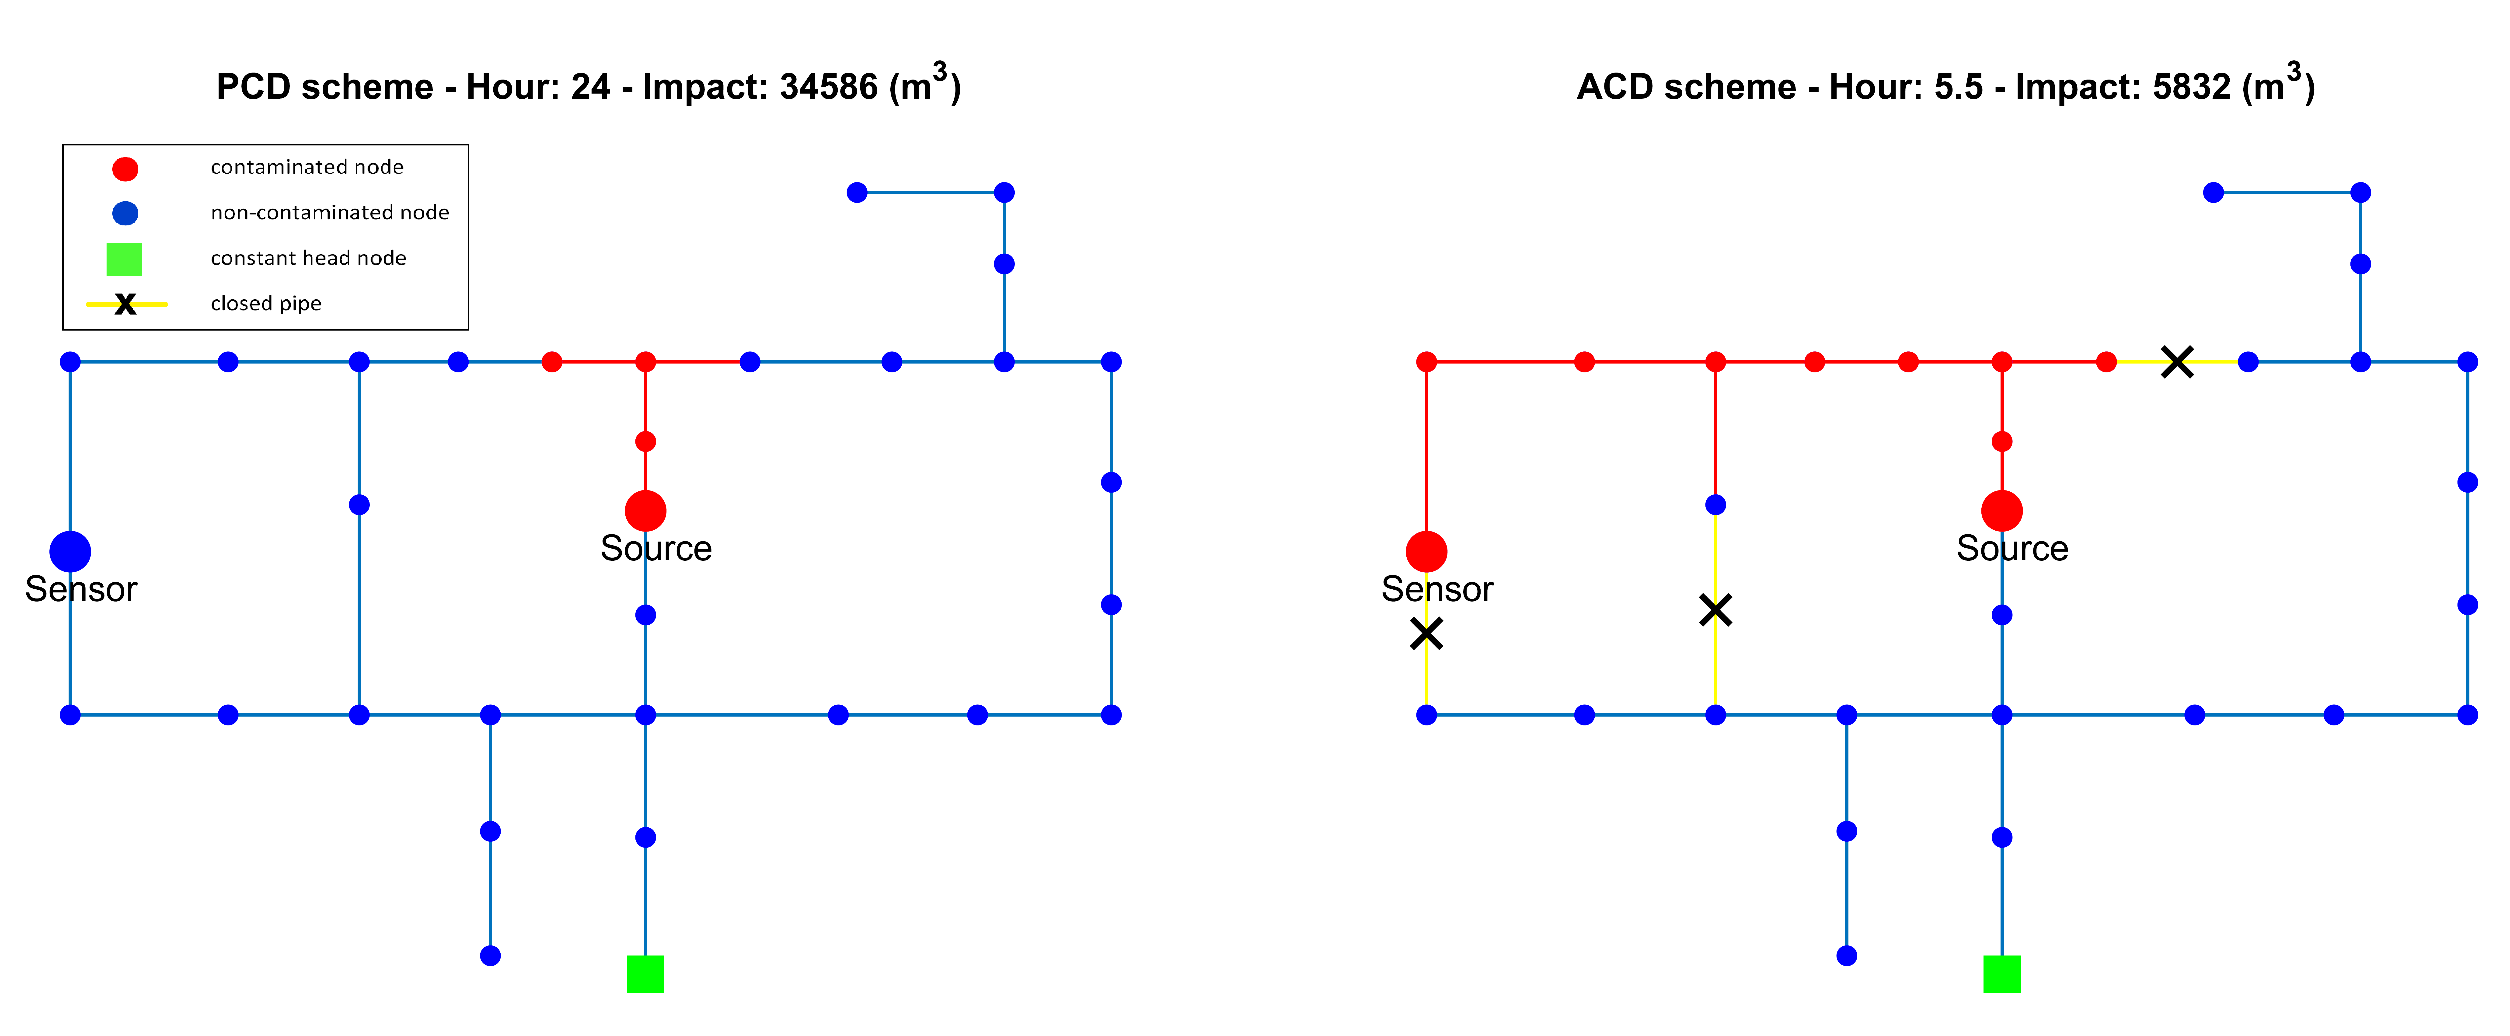 PCD scheme - Hour: 24 - Impact: 34586 (m³)
contaminated node
non-contaminated node
constant head node
x closed pipe
Sensor
Source
ACD scheme - Hour: 5.5 - Impact: 5832 (m³)
Sensor
Source